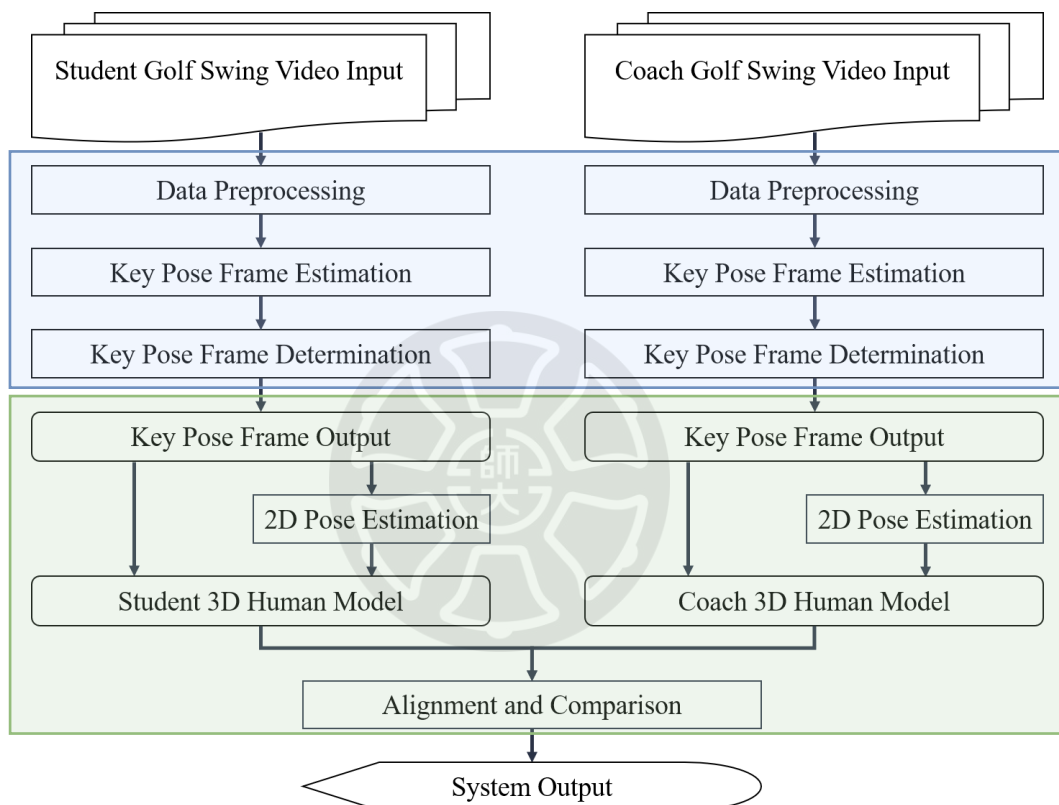 Student Golf Swing Video Input
Coach Golf Swing Video Input
Data Preprocessing
Data Preprocessing
Key Pose Frame Estimation
Key Pose Frame Estimation
Key Pose Frame Determination
Key Pose Frame Determination
Key Pose Frame Output
Key Pose Frame Output
師大
2D Pose Estimation
2D Pose Estimation
Student 3D Human Model
Coach 3D Human Model
Alignment and Comparison
System Output